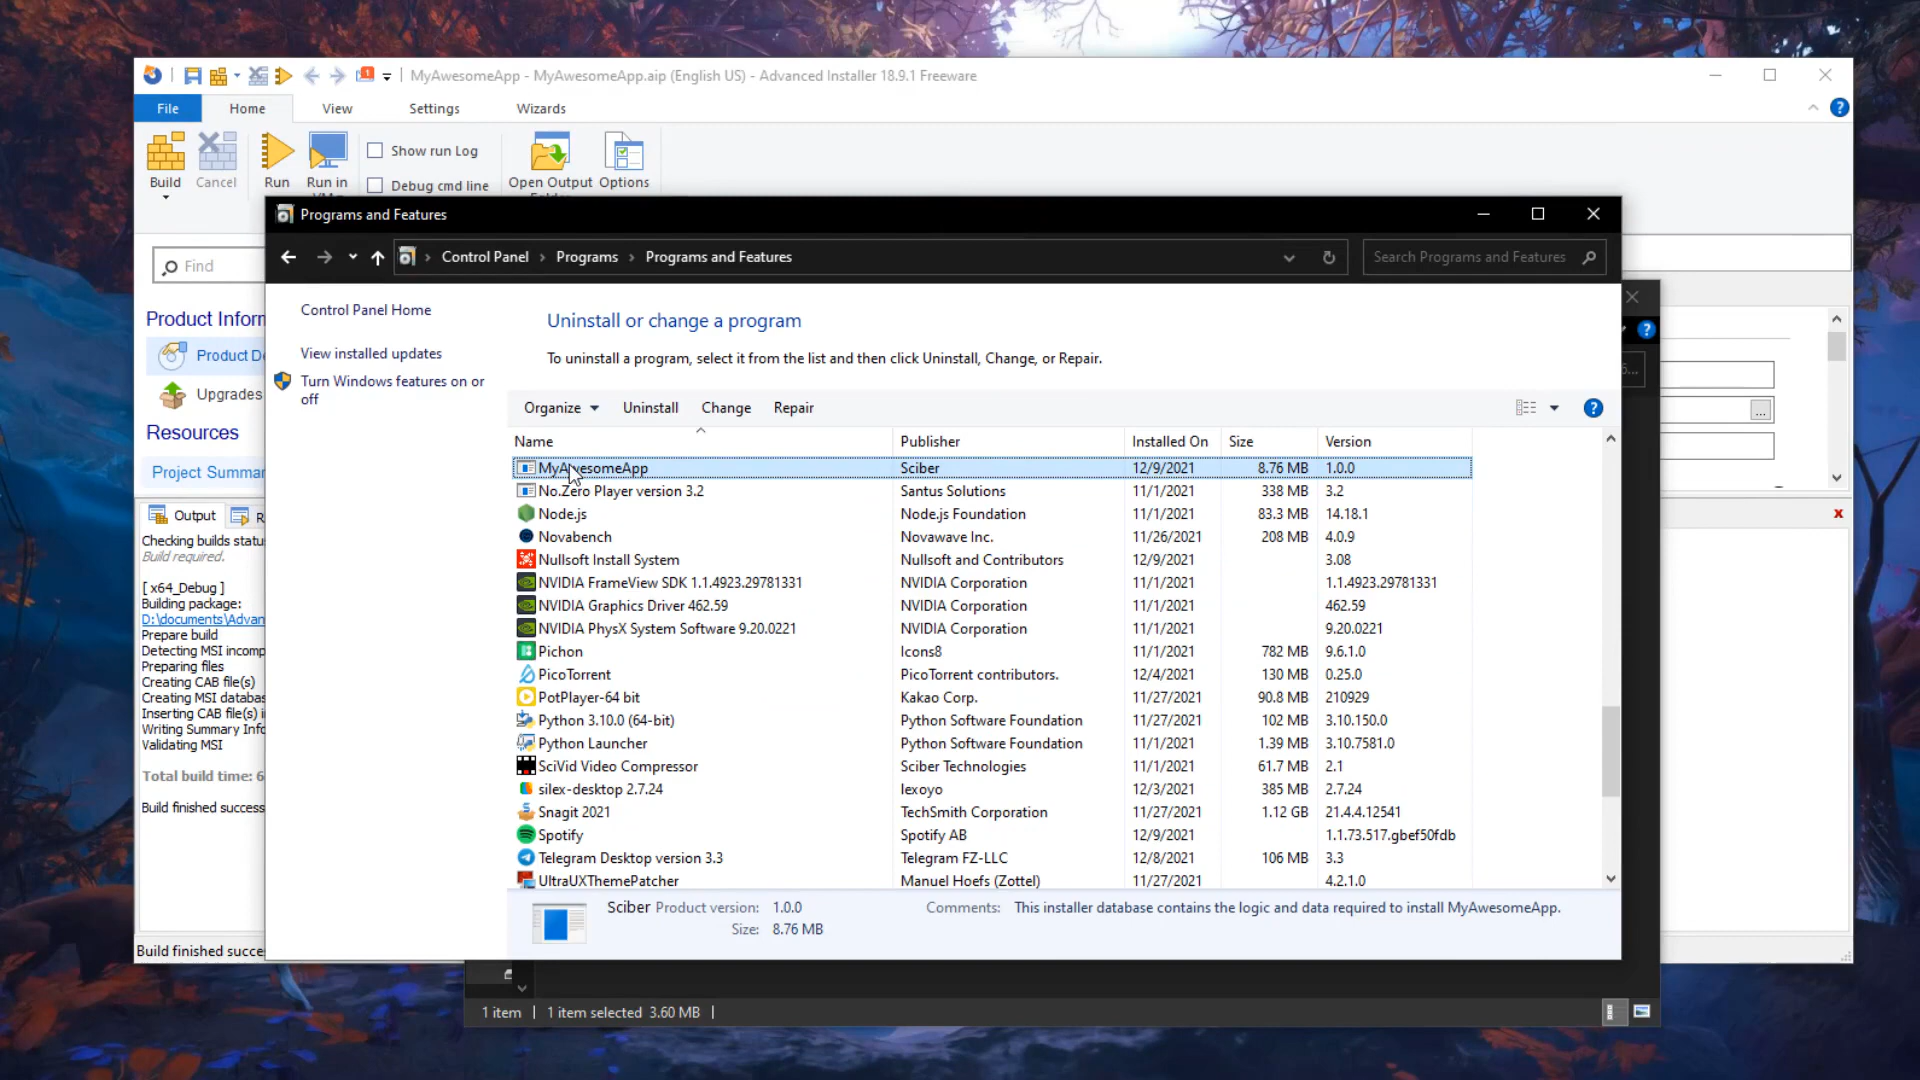 MyAwesomeApp - MyAwesomeApp.aip (English US) - Advanced Installer 18.9.1 Freeware
File Home View Settings Wizards
Build Cancel Run Run in Show run Log Debug cmd line Open Output Options
Programs and Features
Control Panel Programs Programs and Features Search Programs and Features
Find
Control Panel Home
View installed updates
Turn Windows features on or
off
Product Inforn
Product De
Upgrades
Resources
Project Summar
Uninstall or change a program
To uninstall a program, select it from the list and then click Uninstall, Change, or Repair.
Organize Uninstall Change Repair
Name Publisher Installed On Size Version
MyAwesomeApp Sciber 12/9/2021 8.76 MB 1.0.0
No.Zero Player version 3.2 Santus Solutions 11/1/2021 338 MB 3.2
Node.js Node.js Foundation 11/1/2021 83.3 MB 14.18.1
Novabench Novawave Inc. 11/26/2021 208 MB 4.0.9
Nullsoft Install System Nullsoft and Contributors 12/9/2021 3.08
NVIDIA FrameView SDK 1.1.4923.29781331 NVIDIA Corporation 11/1/2021 1.1.4923.29781331
NVIDIA Graphics Driver 462.59 NVIDIA Corporation 11/1/2021 462.59
NVIDIA PhysX System Software 9.20.0221 NVIDIA Corporation 11/1/2021 9.20.0221
Pichon Icons8 11/1/2021 782 MB 9.6.1.0
PicoTorrent PicoTorrent contributors. 12/4/2021 130 MB 0.25.0
PotPlayer-64 bit Kakao Corp. 11/27/2021 90.8 MB 210929
Python 3.10.0 (64-bit) Python Software Foundation 11/27/2021 102 MB 3.10.150.0
Python Launcher Python Software Foundation 11/1/2021 1.39 MB 3.10.7581.0
SciVid Video Compressor Sciber Technologies 11/1/2021 61.7 MB 2.1
silex-desktop 2.7.24 lexoyo 12/3/2021 385 MB 2.7.24
Snagit 2021 TechSmith Corporation 11/27/2021 1.12 GB 21.4.4.12541
Spotify Spotify AB 12/9/2021 1.1.73.517.gbef50fdb
Telegram Desktop version 3.3 Telegram FZ-LLC 12/8/2021 106 MB 3.3
UltraUXThemePatcher Manuel Hoefs (Zottel) 11/27/2021 4.2.1.0
Sciber Product version: 1.0.0 Comments: This installer database contains the logic and data required to install MyAwesomeApp.
Size: 8.76 MB
Output R
Checking builds statu
Build required.
[ x64_Debug ]
Building package:
D:\documents\Advan
Prepare build
Detecting MSI incomp
Preparing files
Creating CAB file(s)
Creating MSI databas
Inserting CAB file(s) i
Writing Summary Info
Validating MSI
Total build time: 6
Build finished success
Build finished succe
1 item 1 item selected 3.60 MB